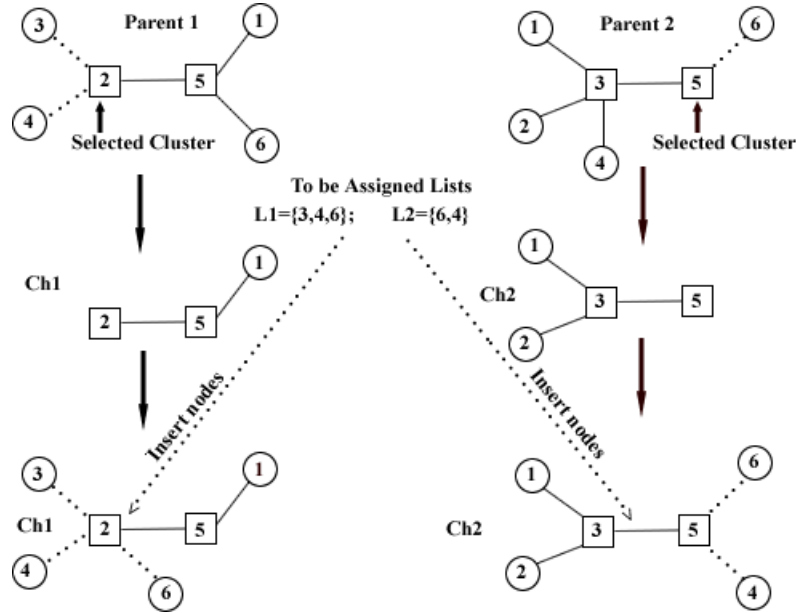 Parent 1
3
1
2
5
4
6
Selected Cluster
Parent 2
1
6
3
5
2
4
Selected Cluster
To be Assigned Lists
L1={3,4,6}; L2={6,4}
Ch1
1
2
5
Ch2
1
3
5
2
Insert nodes
Insert nodes
3
1
Ch1
2
5
4
6
1
6
Ch2
3
5
2
4